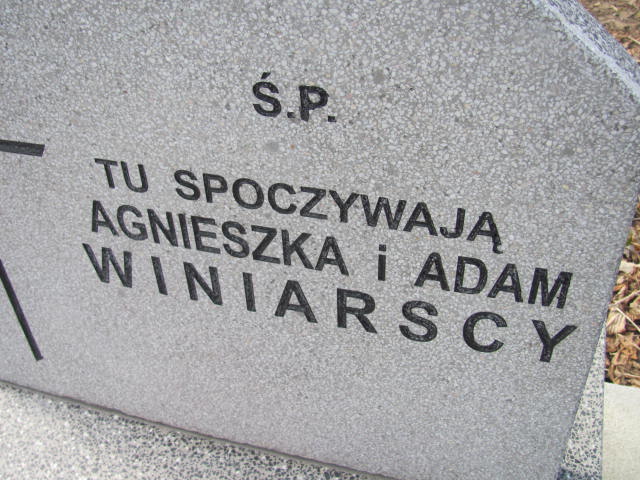 Ś.P.
TU SPOCZYWAJĄ
AGNIESZKA i ADAM
WINIARSCY